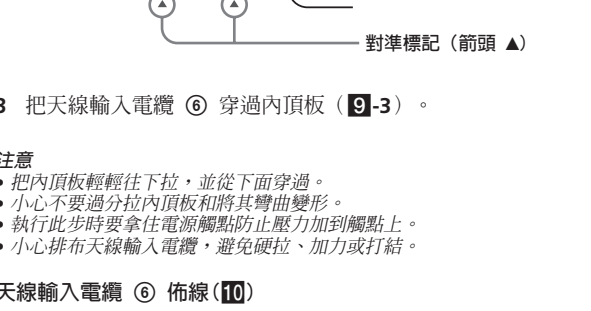 對準標記（箭頭 ▲）
3 把天線輸入電纜 ⑥ 穿過內頂板（9-3）。
注意
• 把內頂板輕輕往下拉，並從下面穿過。
• 小心不要過分拉內頂板和將其彎曲變形。
• 執行此步時要拿住電源觸點防止壓力加到觸點上。
• 小心排布天線輸入電纜，避免硬拉、加力或打結。
天線輸入電纜 ⑥ 佈線(10)